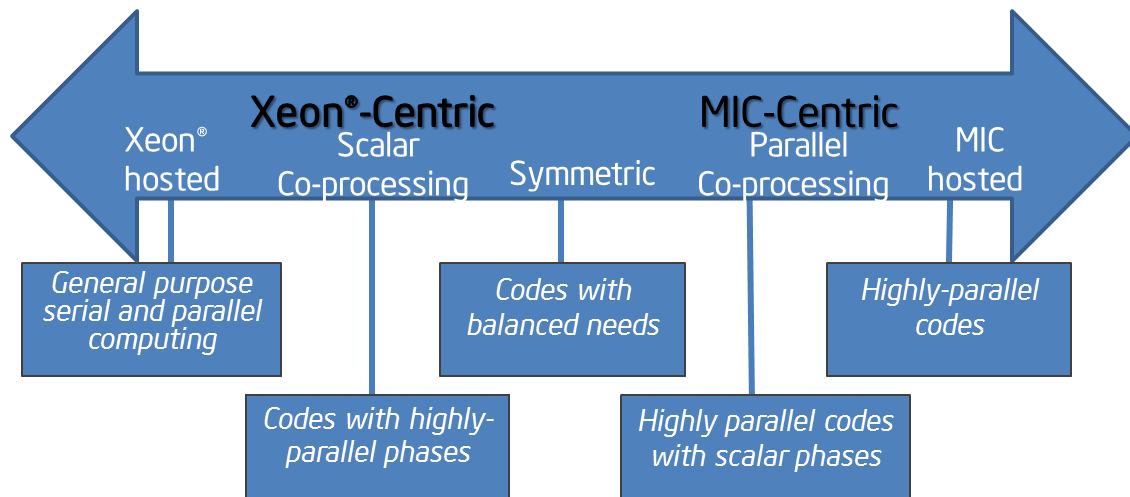 Xeon®-Centric
MIC-Centric
Xeon®
hosted
Scalar
Co-processing
Symmetric
Parallel
Co-processing
MIC
hosted
General purpose
serial and parallel
computing
Codes with highly-
parallel phases
Codes with
balanced needs
Highly parallel codes
with scalar phases
Highly-parallel
codes